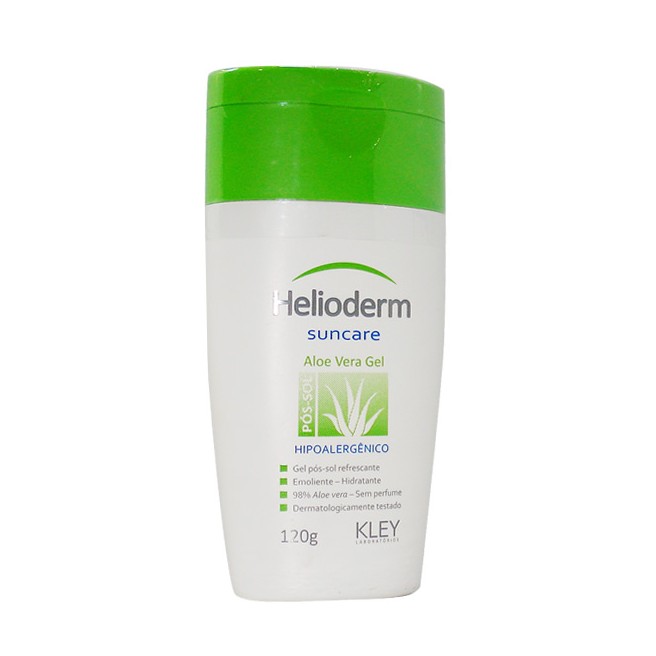 Helioderm
suncare
Aloe Vera Gel
PÓS-SOL
HIPOALERGÊNICO
Gel pós-sol refrescante
Emoliente – Hidratante
98% Aloe vera – Sem perfume
Dermatologicamente testado
120g
KLEY
LABORATÓRIOS